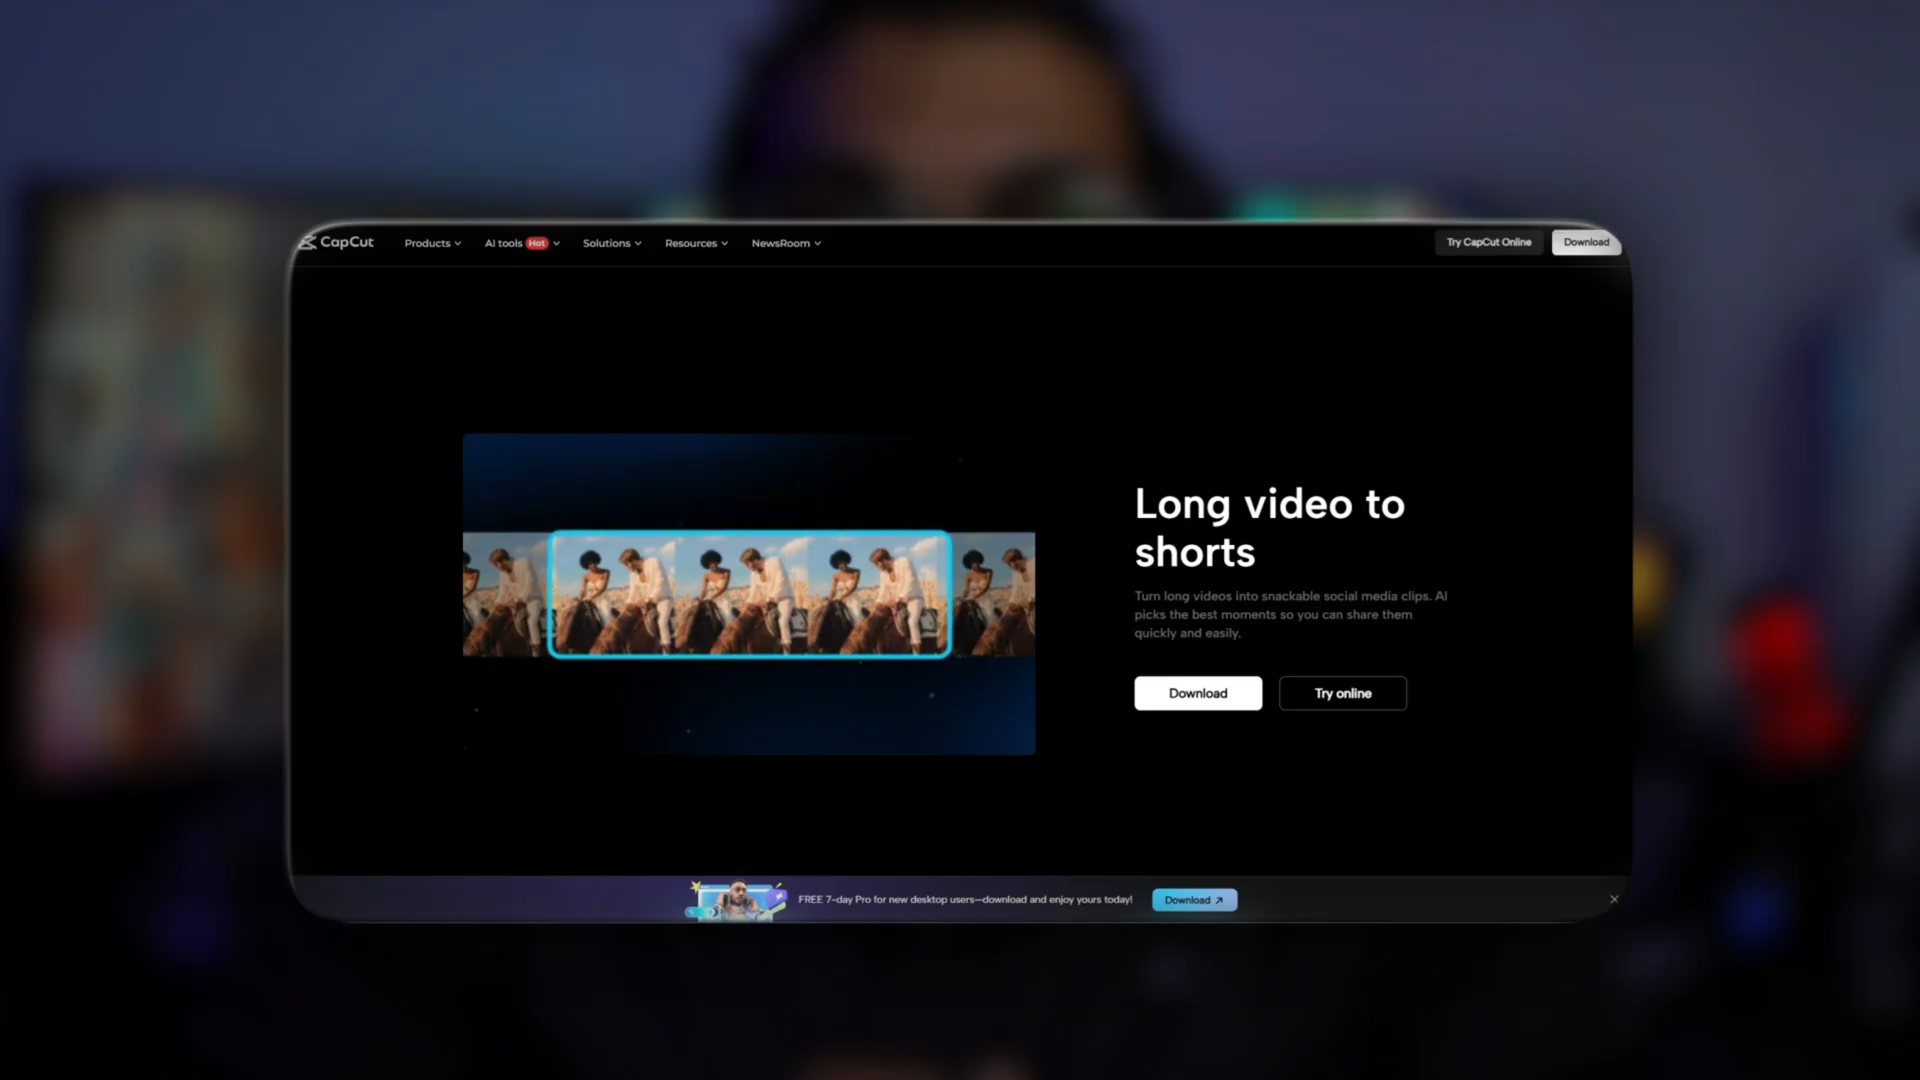 CapCut
Products
AI tools Hot
Solutions
Resources
NewsRoom
Try CapCut Online
Download
Long video to
shorts
Turn long videos into snackable social media clips. AI
picks the best moments so you can share them
quickly and easily.
Download
Try online
FREE 7-day Pro for new desktop users—download and enjoy yours today!
Download